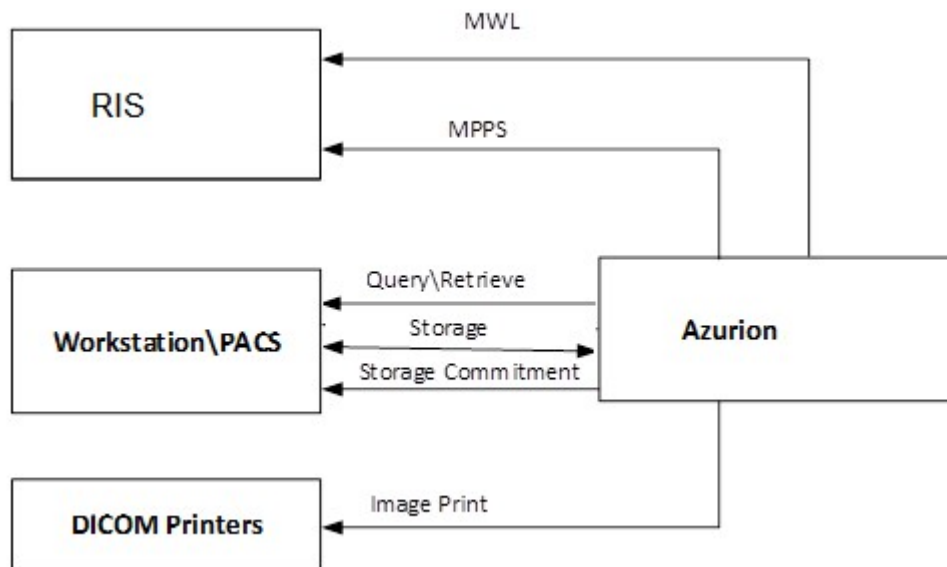 MWL
RIS
MPPS
Query\Retrieve
Storage
Workstation\PACS
Azurion
Storage Commitment
Image Print
DICOM Printers